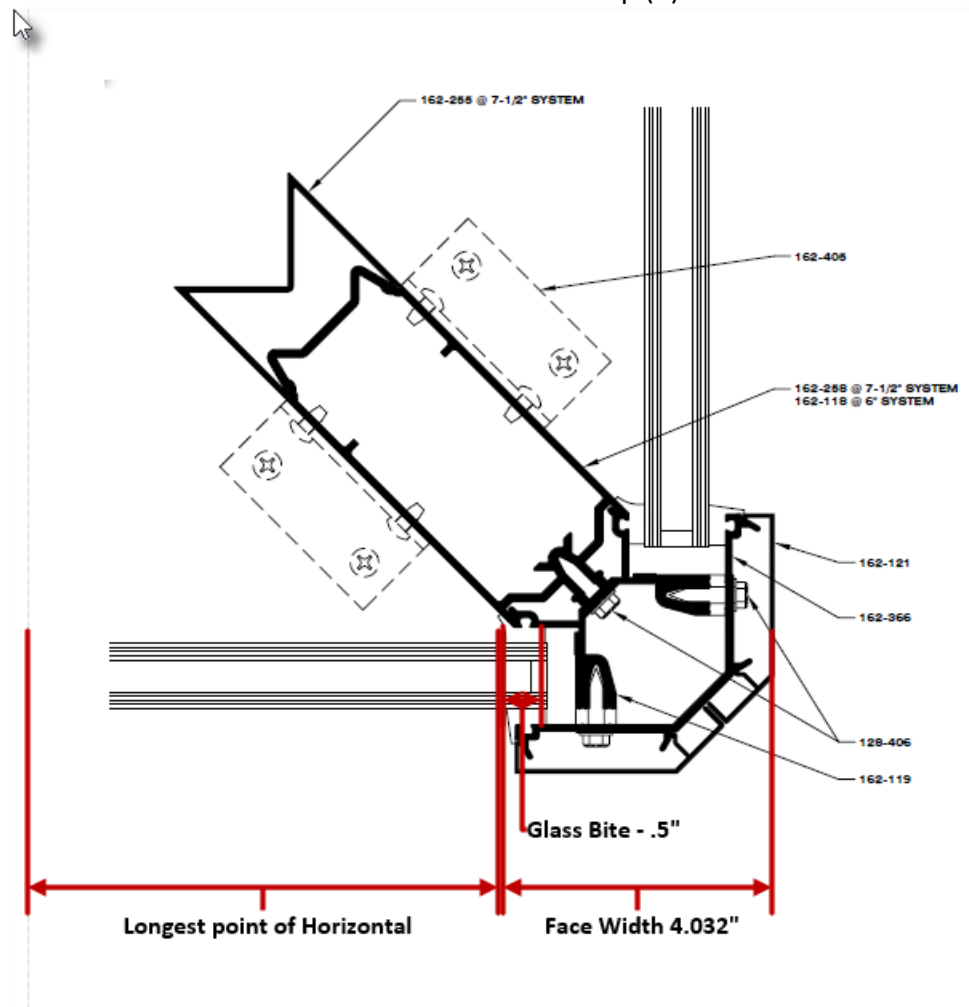 162-255 @ 7-1/2" SYSTEM
162-405
162-258 @ 7-1/2" SYSTEM
162-118 @ 6" SYSTEM
162-121
162-366
128-406
162-119
Glass Bite - .5"
Longest point of Horizontal
Face Width 4.032"